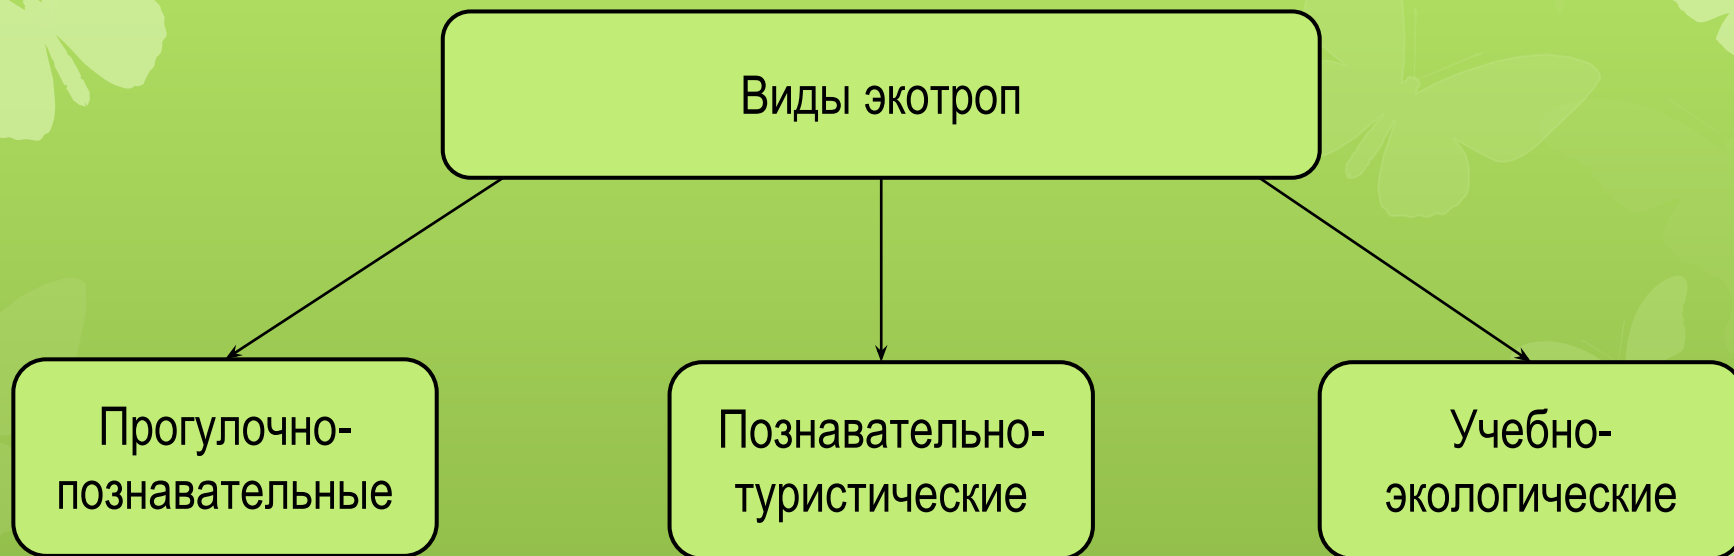 Виды экотроп
Прогулочно-
познавательные
Познавательно-
туристические
Учебно-
экологические